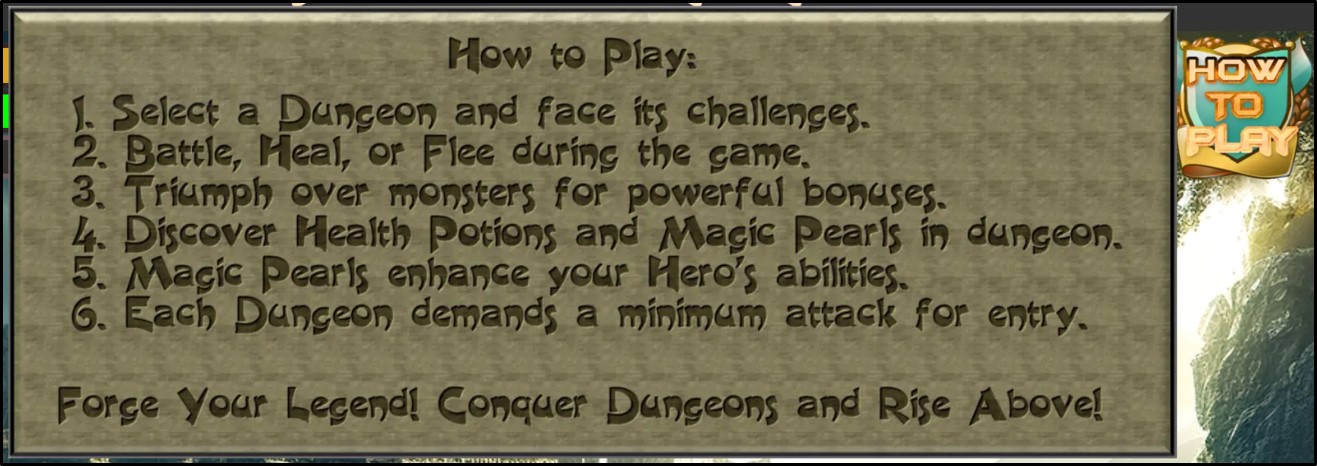 How to Play:
1. Select a Dungeon and face its challenges.
2. Battle, Heal, or Flee during the game.
3. Triumph over monsters for powerful bonuses.
4. Discover Health Potions and Magic Pearls in dungeon.
5. Magic Pearls enhance your Hero's abilities.
6. Each Dungeon demands a minimum attack for entry.
Forge Your Legend! Conquer Dungeons and Rise Above!
HOW
TO
PLAY